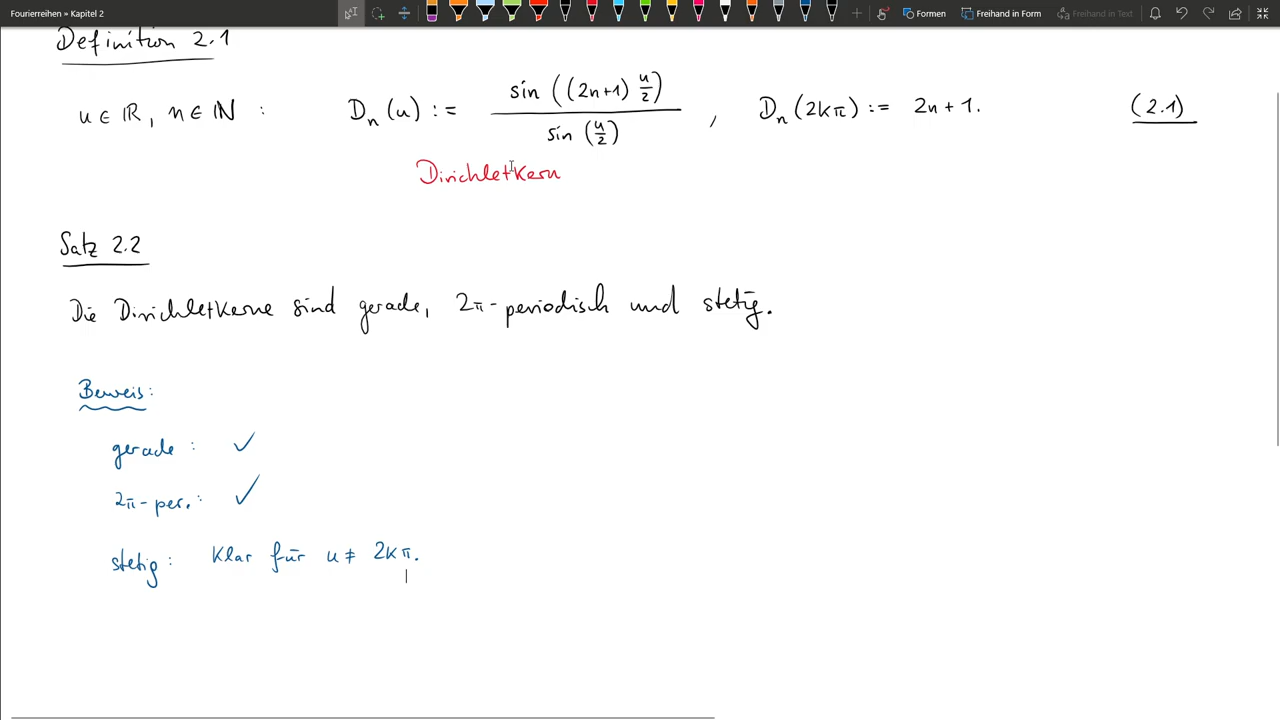 Fourierreihen » Kapitel 2
Formen
Freihand in Form
Freihand in Text
Definition 2.1
u ∈ ℝ, n ∈ ℕ : D_n(u) := sin((2n+1) u/2) / sin(u/2) , D_n(2kπ) := 2n+1. (2.1)
Dirichletkern
Satz 2.2
Die Dirichletkerne sind gerade, 2π-periodisch und stetig.
Beweis:
gerade : ✓
2π-per. : ✓
stetig : Klar für u ≠ 2kπ.